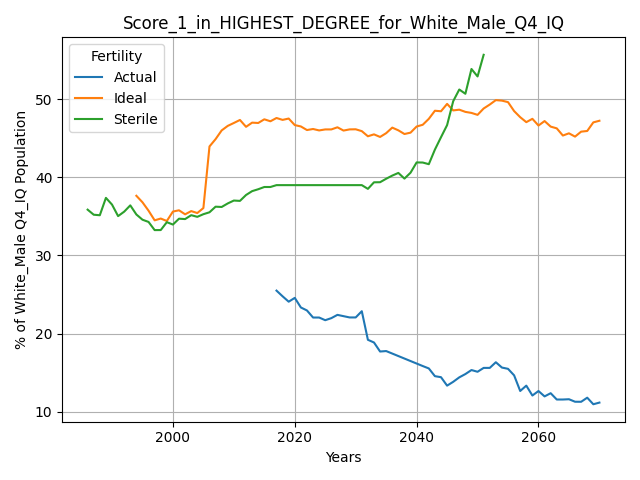 Score_1_in_HIGHEST_DEGREE_for_White_Male_Q4_IQ
Fertility
Actual
Ideal
Sterile
% of White_Male Q4_IQ Population
50
40
30
20
10
2000
2020
2040
2060
Years